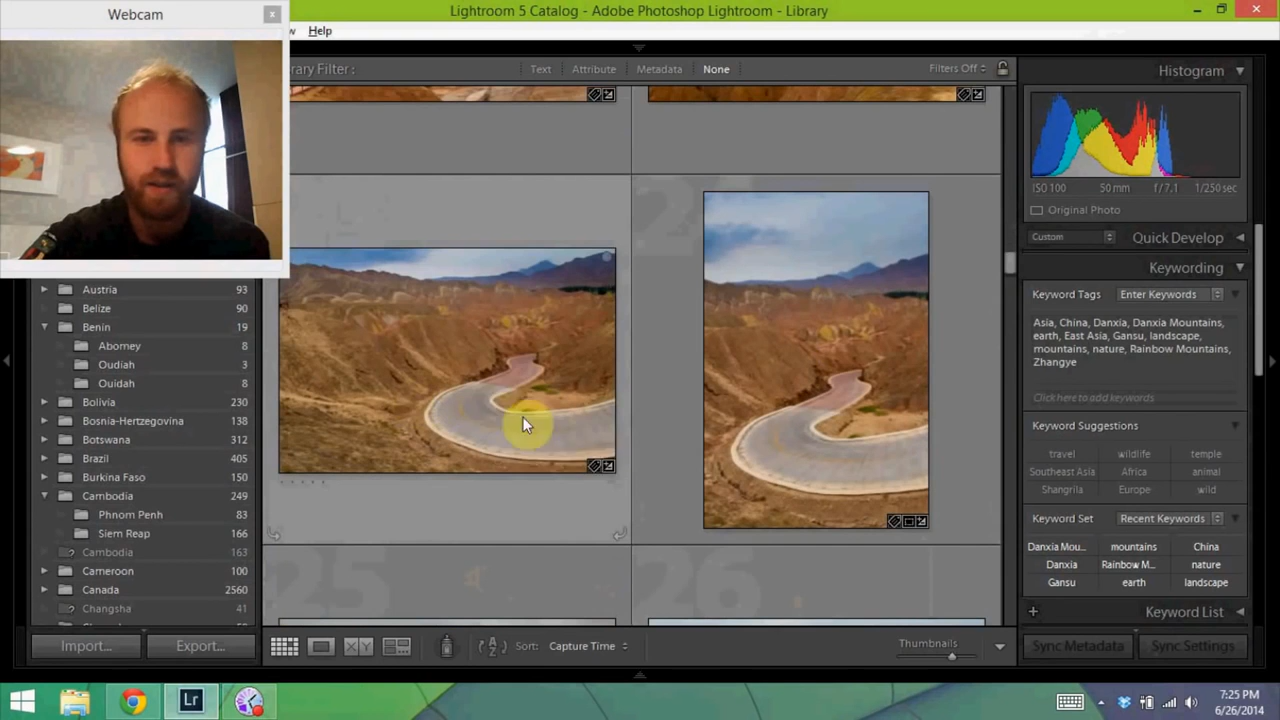 Webcam
Lightroom 5 Catalog - Adobe Photoshop Lightroom - Library
Help
Library Filter :
Text
Attribute
Metadata
None
Filters Off
Histogram
ISO 100
50 mm
f / 7.1
1/250 sec
Original Photo
Custom
Quick Develop
Keywording
Keyword Tags
Enter Keywords
Asia, China, Danxia, Danxia Mountains,
earth, East Asia, Gansu, landscape,
mountains, nature, Rainbow Mountains,
Zhangye
Click here to add keywords
Keyword Suggestions
travel
wildlife
temple
Southeast Asia
Africa
animal
Shangrila
Europe
wild
Keyword Set
Recent Keywords
Danxia Mou...
mountains
China
Danxia
Rainbow M...
nature
Gansu
earth
landscape
Keyword List
Sync Metadata
Sync Settings
Austria 93
Belize 90
Benin 19
Aborney 8
Oudiah 3
Ouidah 8
Bolivia 230
Bosnia-Hertzegovina 138
Botswana 312
Brazil 405
Burkina Faso 150
Cambodia 249
Phnom Penh 83
Siem Reap 166
Cambodia 163
Cameroon 100
Canada 2560
Changsha 41
25
26
Import...
Export...
Sort:
Capture Time
Thumbnails
Lr
7:25 PM
6/26/2014